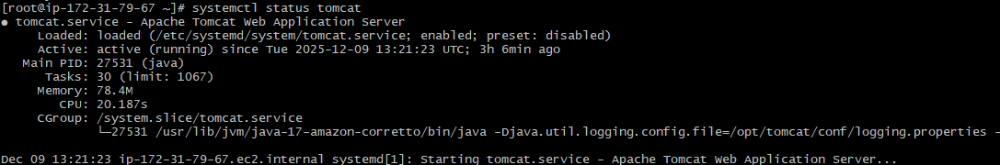 [root@ip-172-31-79-67 ~]# systemctl status tomcat
● tomcat.service - Apache Tomcat Web Application Server
     Loaded: loaded (/etc/systemd/system/tomcat.service; enabled; preset: disabled)
     Active: active (running) since Tue 2025-12-09 13:21:23 UTC; 3h 6min ago
   Main PID: 27531 (java)
      Tasks: 30 (limit: 1067)
     Memory: 78.4M
        CPU: 20.187s
     CGroup: /system.slice/tomcat.service
             └─27531 /usr/lib/jvm/java-17-amazon-corretto/bin/java -Djava.util.logging.config.file=/opt/tomcat/conf/logging.properties -
Dec 09 13:21:23 ip-172-31-79-67.ec2.internal systemd[1]: Starting tomcat.service - Apache Tomcat Web Application Server...